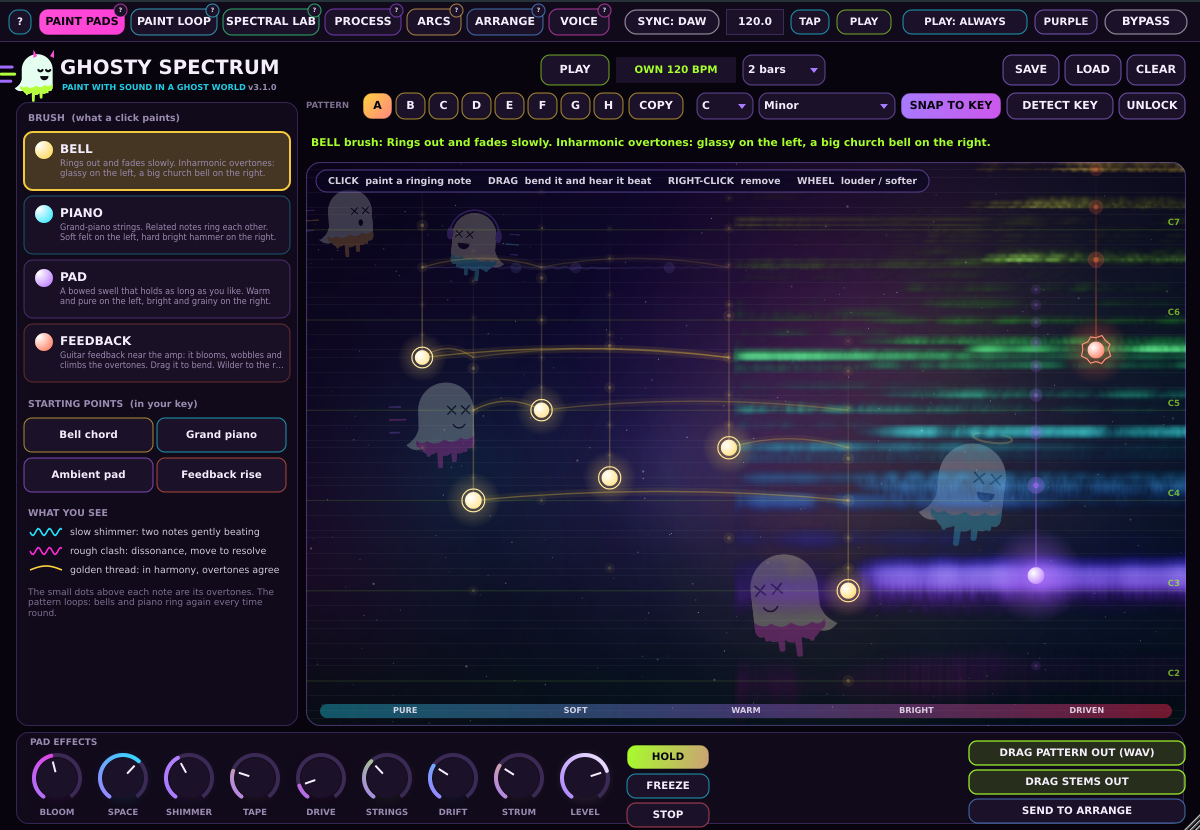 ? PAINT PADS ? PAINT LOOP ? SPECTRAL LAB ? PROCESS ? ARCS ? ARRANGE ? VOICE ? SYNC: DAW 120.0 TAP PLAY PLAY: ALWAYS PURPLE BYPASS
GHOSTY SPECTRUM
PAINT WITH SOUND IN A GHOST WORLD v3.1.0
PLAY OWN 120 BPM 2 bars SAVE LOAD CLEAR
PATTERN A B C D E F G H COPY C Minor SNAP TO KEY DETECT KEY UNLOCK
BRUSH (what a click paints)
BELL
Rings out and fades slowly. Inharmonic overtones:
glassy on the left, a big church bell on the right.
PIANO
Grand-piano strings. Related notes ring each other.
Soft felt on the left, hard bright hammer on the right.
PAD
A bowed swell that holds as long as you like. Warm
and pure on the left, bright and grainy on the right.
FEEDBACK
Guitar feedback near the amp: it blooms, wobbles and
climbs the overtones. Drag it to bend. Wilder to the r...
STARTING POINTS (in your key)
Bell chord Grand piano
Ambient pad Feedback rise
WHAT YOU SEE
slow shimmer: two notes gently beating
rough clash: dissonance, move to resolve
golden thread: in harmony, overtones agree
The small dots above each note are its overtones. The
pattern loops: bells and piano ring again every time
round.
BELL brush: Rings out and fades slowly. Inharmonic overtones: glassy on the left, a big church bell on the right.
CLICK paint a ringing note DRAG bend it and hear it beat RIGHT-CLICK remove WHEEL louder / softer
C7
C6
C5
C4
C3
C2
PURE SOFT WARM BRIGHT DRIVEN
PAD EFFECTS
BLOOM SPACE SHIMMER TAPE DRIVE STRINGS DRIFT STRUM LEVEL
HOLD
FREEZE
STOP
DRAG PATTERN OUT (WAV)
DRAG STEMS OUT
SEND TO ARRANGE